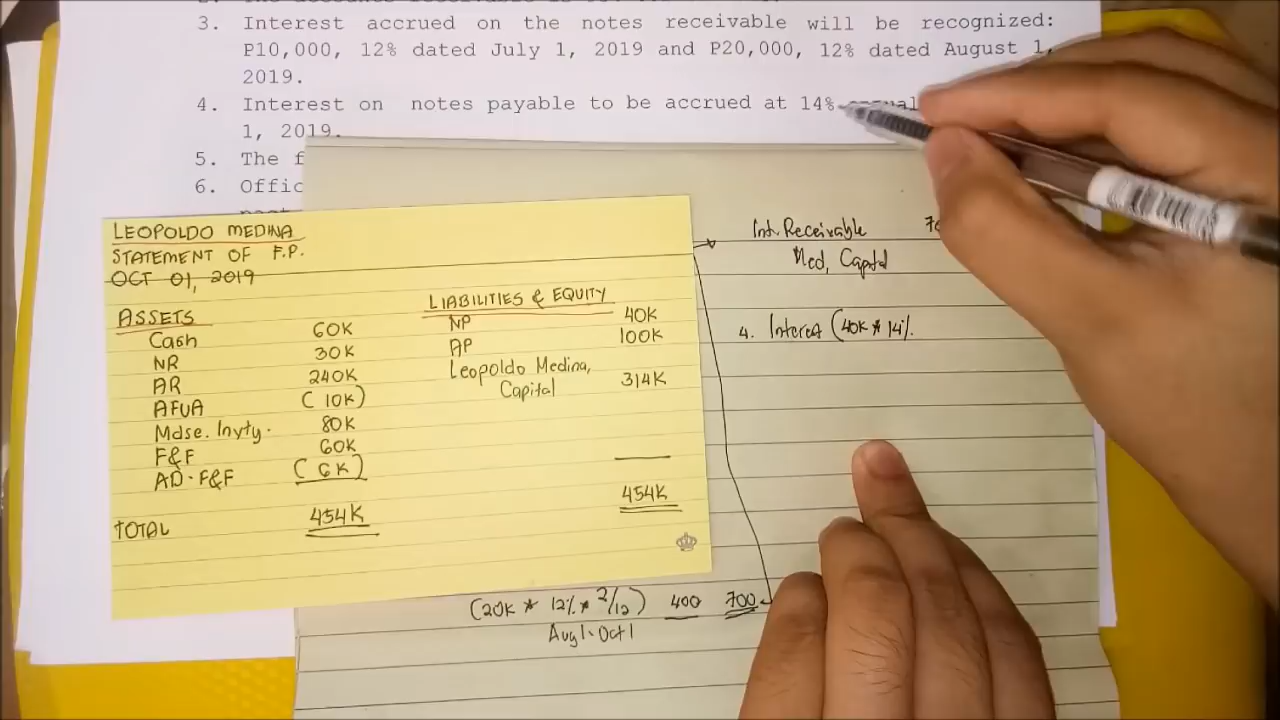 3. Interest accrued on the notes receivable will be recognized:
P10,000, 12% dated July 1, 2019 and P20,000, 12% dated August 1,
2019.
4. Interest on notes payable to be accrued at 14%
1, 2019.
5. The f
6. Offic
LEOPOLDO MEDINA
STATEMENT OF F.P.
OCT 01, 2019
ASSETS
Cash 60K
NR 30K
AR 240K
AFUA (10K)
Mdse. Invty. 80K
F&F 60K
AD. F&F (6K)
TOTAL 454K
LIABILITIES & EQUITY
NP 40K
AP 100K
Leopoldo Medina,
Capital 314K
454K
Int. Receivable
Med, Capital
4. Interest (40K * 14%
(20K * 12% * 2/12) 400 700
Aug 1 - Oct 1